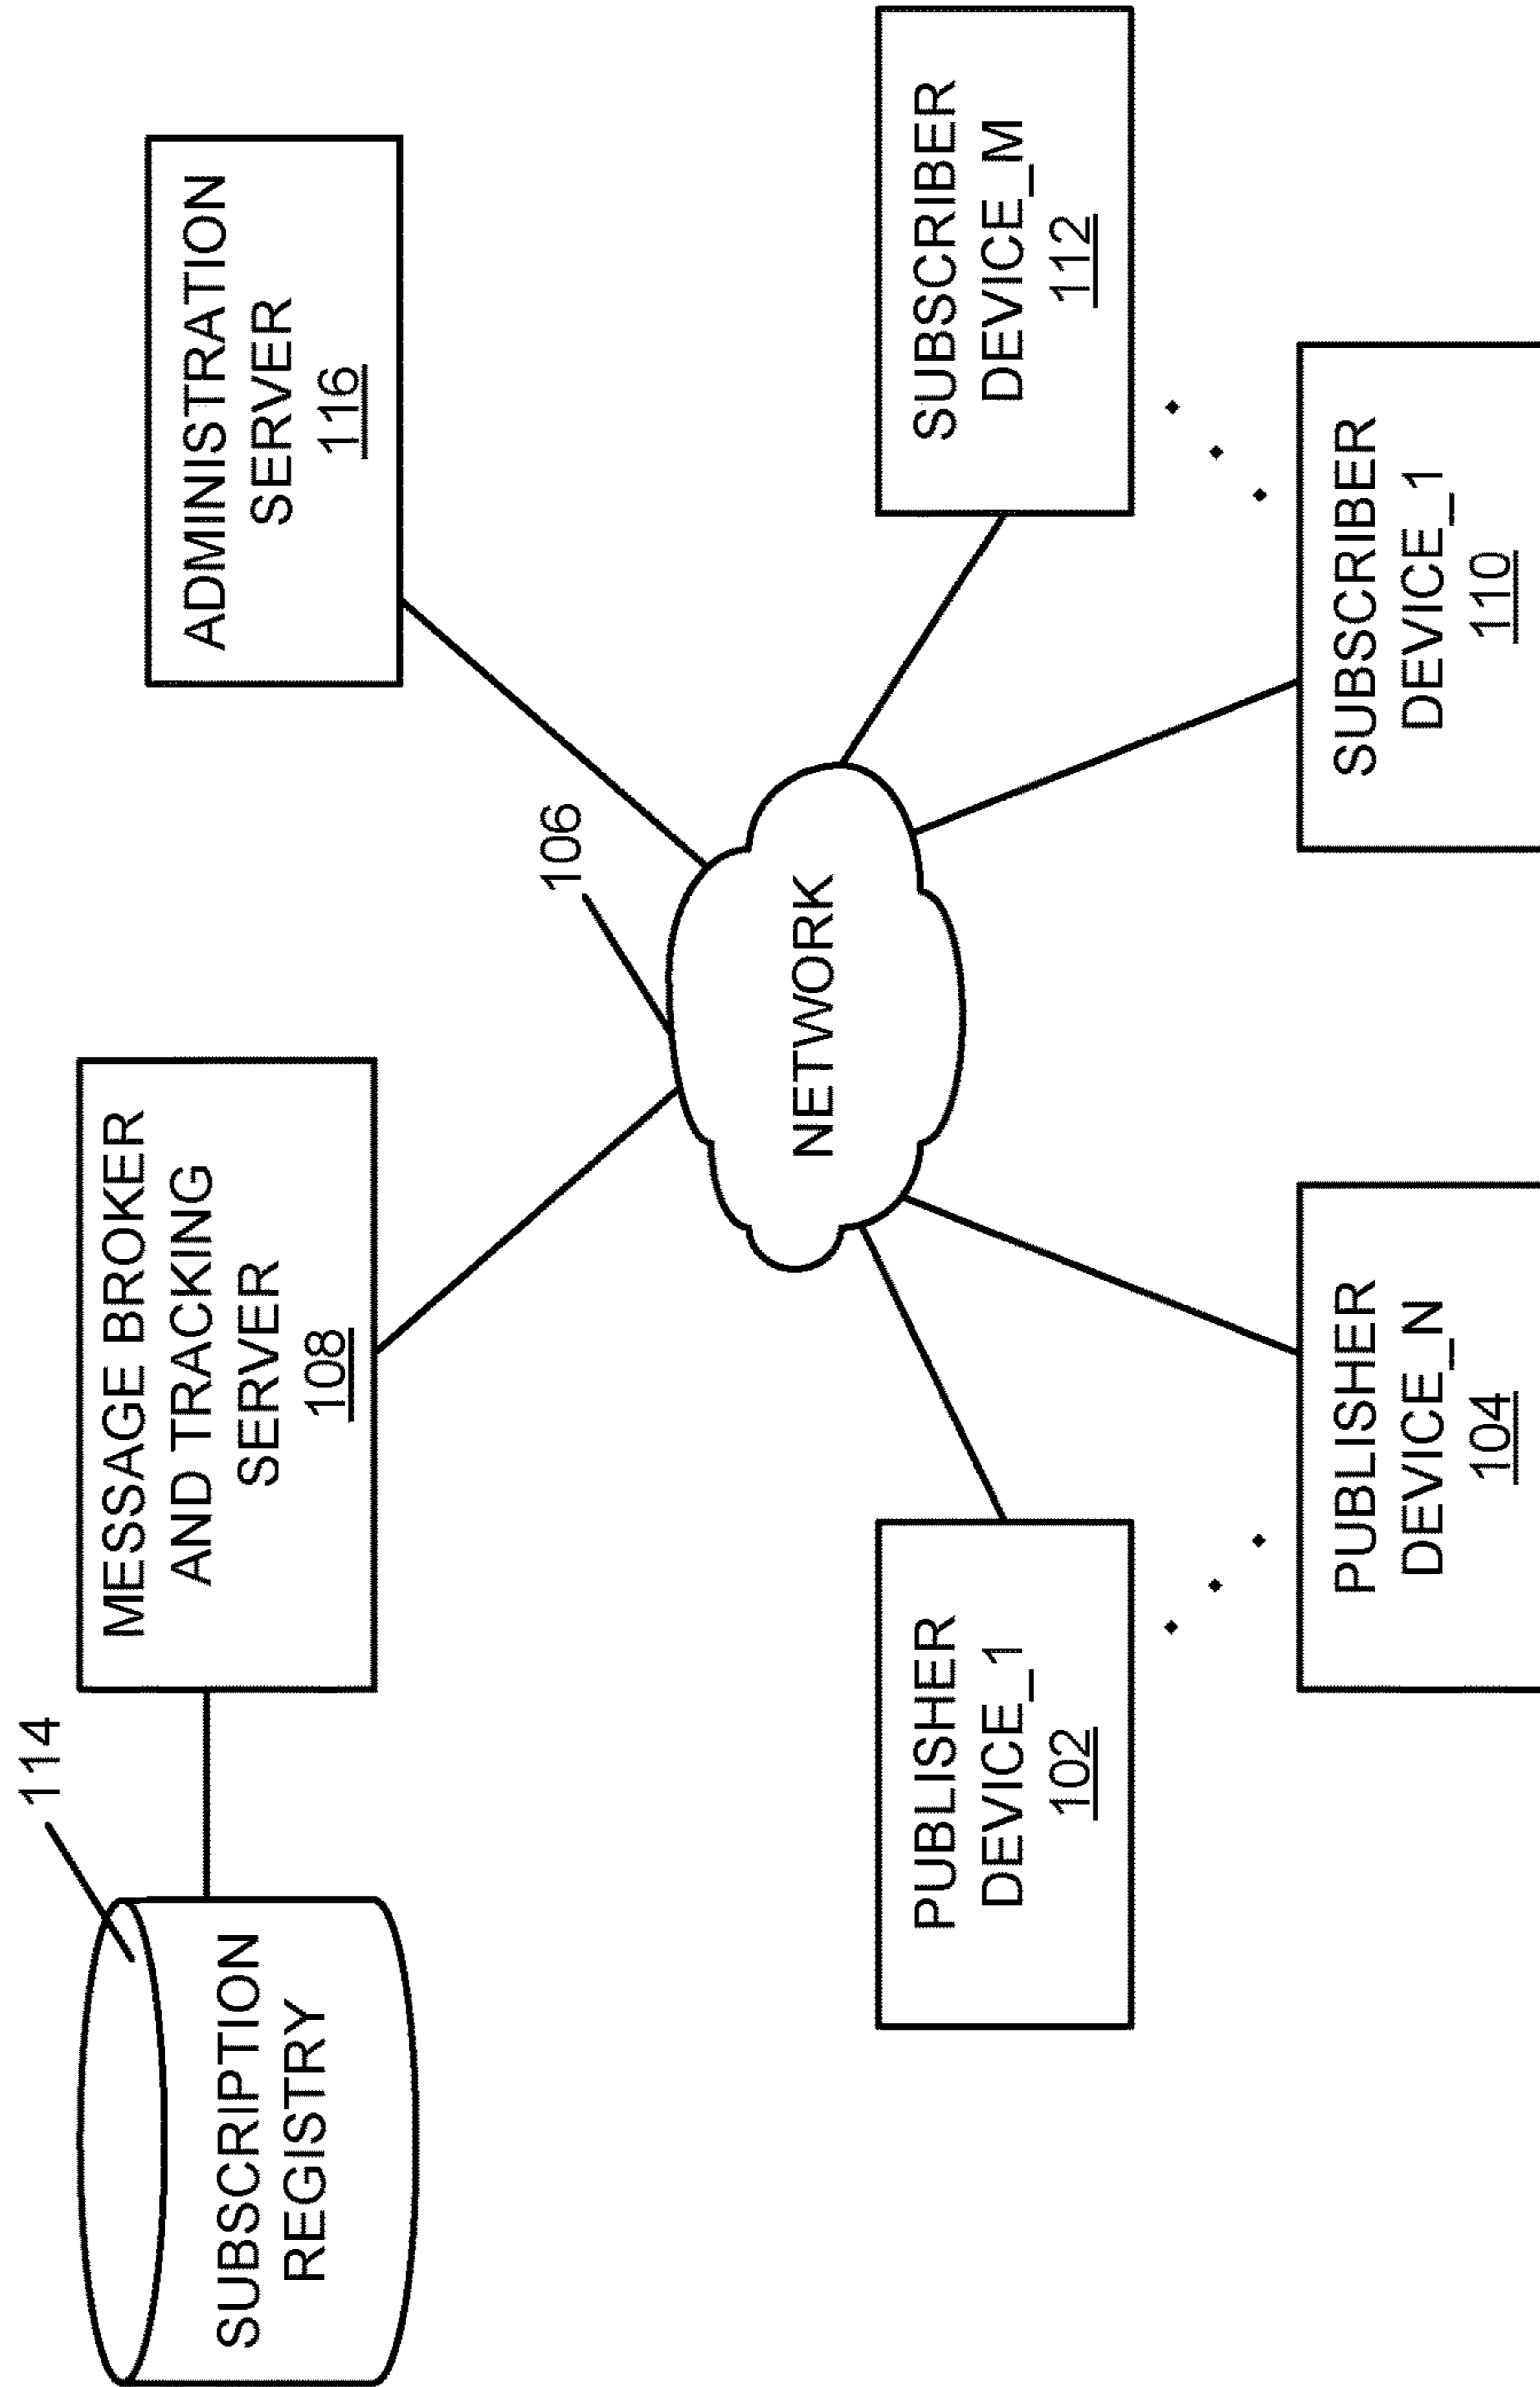 114
SUBSCRIPTION
REGISTRY
MESSAGE BROKER
AND TRACKING
SERVER
108
ADMINISTRATION
SERVER
116
106
NETWORK
PUBLISHER
DEVICE_1
102
PUBLISHER
DEVICE_N
104
SUBSCRIBER
DEVICE_1
110
SUBSCRIBER
DEVICE_M
112